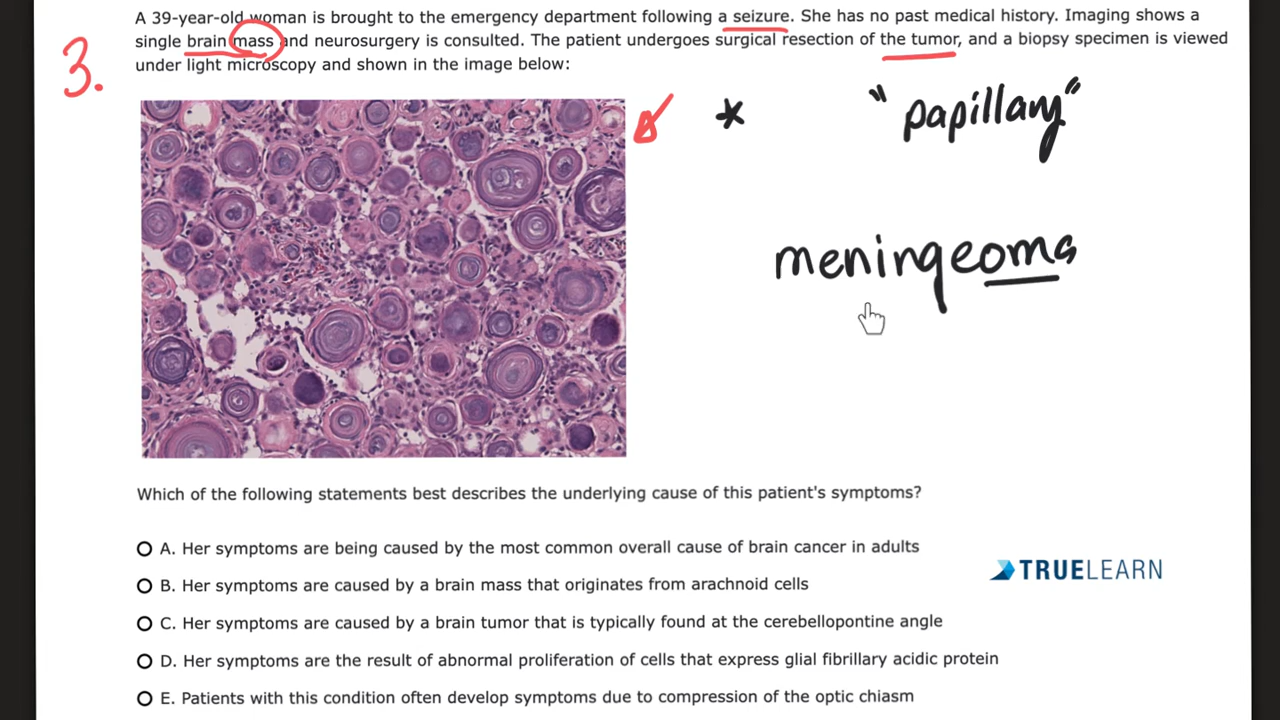 A 39-year-old woman is brought to the emergency department following a seizure. She has no past medical history. Imaging shows a
3.
single brain mass and neurosurgery is consulted. The patient undergoes surgical resection of the tumor, and a biopsy specimen is viewed
under light microscopy and shown in the image below:
* "papillary"
meningeoma
Which of the following statements best describes the underlying cause of this patient's symptoms?
A. Her symptoms are being caused by the most common overall cause of brain cancer in adults
B. Her symptoms are caused by a brain mass that originates from arachnoid cells
TRUELEARN
C. Her symptoms are caused by a brain tumor that is typically found at the cerebellopontine angle
D. Her symptoms are the result of abnormal proliferation of cells that express glial fibrillary acidic protein
E. Patients with this condition often develop symptoms due to compression of the optic chiasm